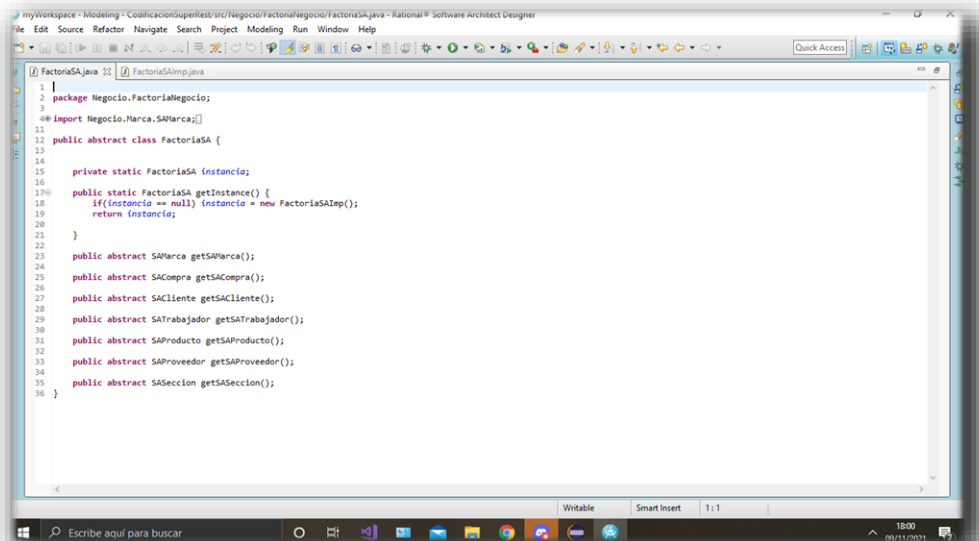 myWorkspace - Modeling - CodificacionSuperRest/src/Negocio/FactoriaNegocio/FactoriaSA.java - Rational® Software Architect Designer
File Edit Source Refactor Navigate Search Project Modeling Run Window Help
Quick Access
FactoriaSA.java FactoriaSAImp.java
1
2 package Negocio.FactoriaNegocio;
3
4 import Negocio.Marca.SAMarca;
11
12 public abstract class FactoriaSA {
13
14
15 private static FactoriaSA instancia;
16
17 public static FactoriaSA getInstance() {
18 if(instancia == null) instancia = new FactoriaSAImp();
19 return instancia;
20
21 }
22
23 public abstract SAMarca getSAMarca();
24
25 public abstract SACompra getSACompra();
26
27 public abstract SACliente getSACliente();
28
29 public abstract SATrabajador getSATrabajador();
30
31 public abstract SAProducto getSAProducto();
32
33 public abstract SAProveedor getSAProveedor();
34
35 public abstract SASeccion getSASeccion();
36 }
Writable Smart Insert 1 : 1
Escribe aquí para buscar
18:00
09/11/2021